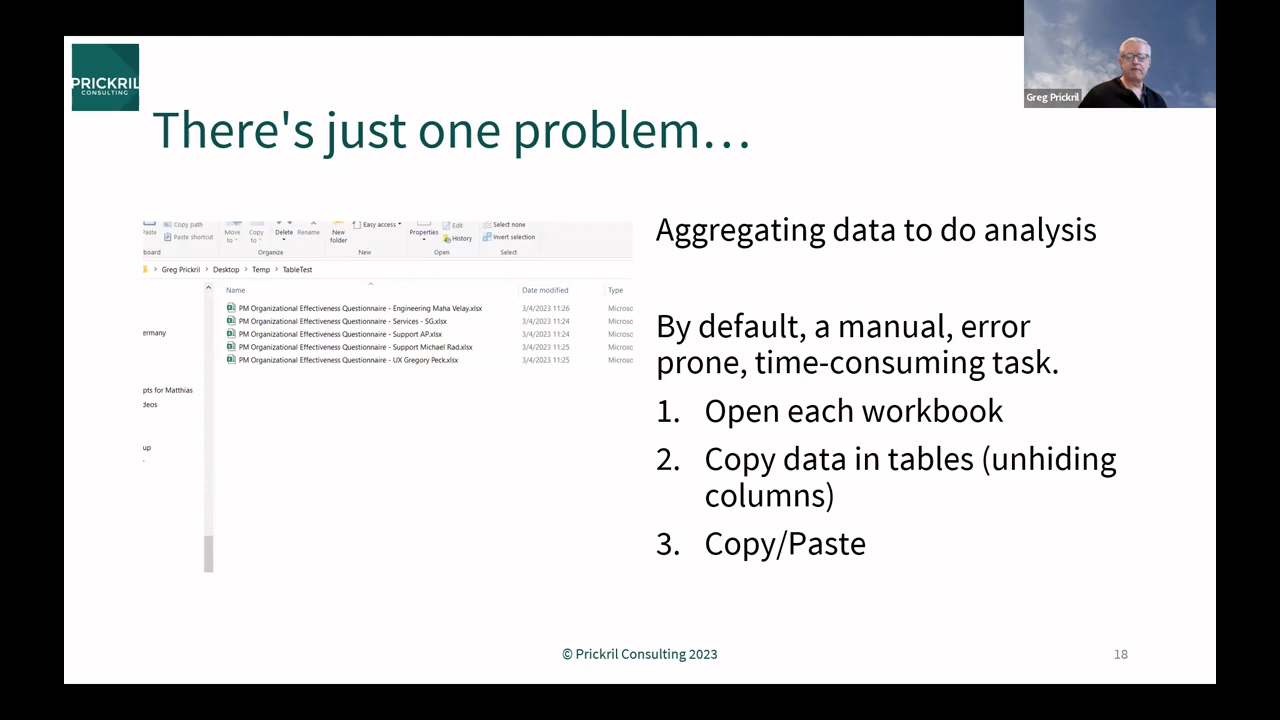 PRICKRIL
CONSULTING
Greg Prickril
There's just one problem…
Copy path
Paste shortcut
Move to
Copy to
Delete
Rename
New folder
Easy access
Properties
Edit
History
Select none
Invert selection
Organize
New
Open
Select
> Greg Prickril > Desktop > Temp > TableTest
Name Date modified Type
PM Organizational Effectiveness Questionnaire - Engineering Maha Velay.xlsx 3/4/2023 11:26
PM Organizational Effectiveness Questionnaire - Services - SG.xlsx 3/4/2023 11:24
PM Organizational Effectiveness Questionnaire - Support AP.xlsx 3/4/2023 11:24
PM Organizational Effectiveness Questionnaire - Support Michael Rad.xlsx 3/4/2023 11:25
PM Organizational Effectiveness Questionnaire - UX Gregory Peck.xlsx 3/4/2023 11:25
ermany
pts for Matthias
deos
up
Aggregating data to do analysis
By default, a manual, error
prone, time-consuming task.
1. Open each workbook
2. Copy data in tables (unhiding
columns)
3. Copy/Paste
© Prickril Consulting 2023
18